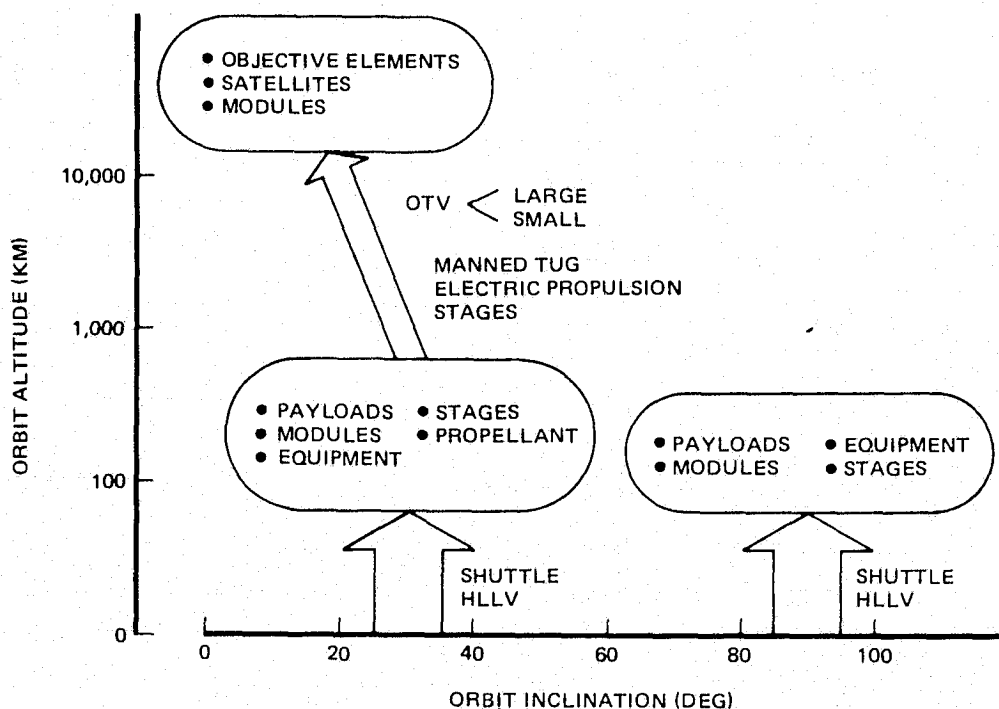 ● OBJECTIVE ELEMENTS
● SATELLITES
● MODULES
10,000
OTV < LARGE
SMALL
MANNED TUG
ELECTRIC PROPULSION
STAGES
ORBIT ALTITUDE (KM)
1,000
● PAYLOADS ● STAGES
● MODULES ● PROPELLANT
● EQUIPMENT
● PAYLOADS ● EQUIPMENT
● MODULES ● STAGES
100
SHUTTLE
HLLV
SHUTTLE
HLLV
0
0 20 30 40 60 80 100
ORBIT INCLINATION (DEG)